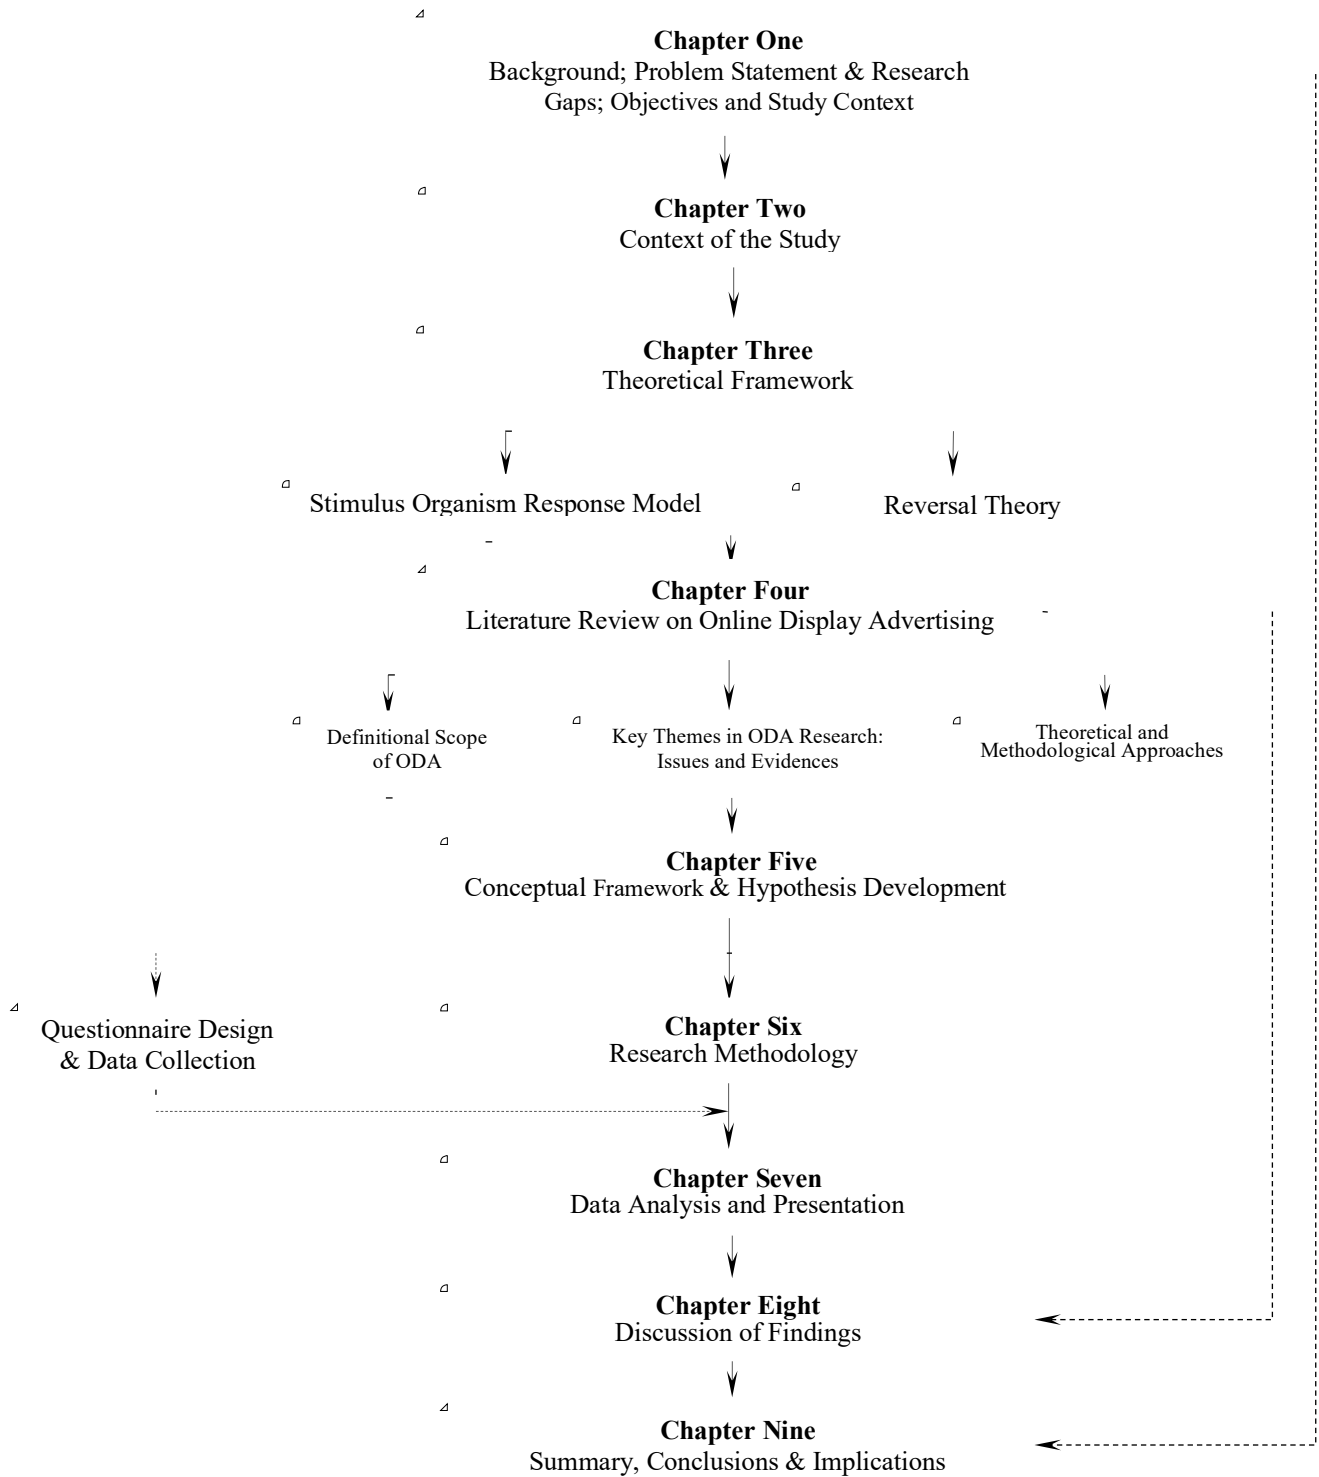 Chapter One
Background; Problem Statement & Research
Gaps; Objectives and Study Context
Chapter Two
Context of the Study
Chapter Three
Theoretical Framework
Stimulus Organism Response Model
Reversal Theory
Chapter Four
Literature Review on Online Display Advertising
Definitional Scope
of ODA
Key Themes in ODA Research:
Issues and Evidences
Theoretical and
Methodological Approaches
Chapter Five
Conceptual Framework & Hypothesis Development
Questionnaire Design
& Data Collection
Chapter Six
Research Methodology
Chapter Seven
Data Analysis and Presentation
Chapter Eight
Discussion of Findings
Chapter Nine
Summary, Conclusions & Implications